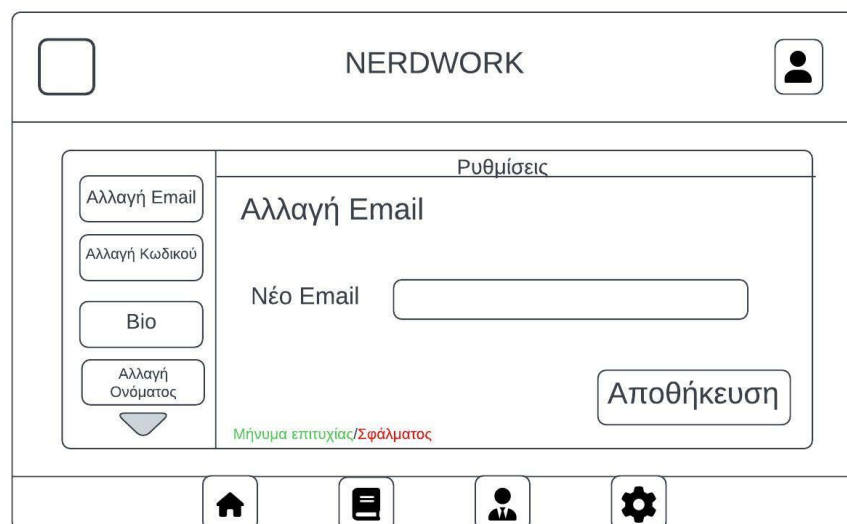 NERDWORK
Ρυθμίσεις
Αλλαγή Email
Αλλαγή Κωδικού
Bio
Αλλαγή
Ονόματος
Αλλαγή Email
Νέο Email
Αποθήκευση
Μήνυμα επιτυχίας/Σφάλματος